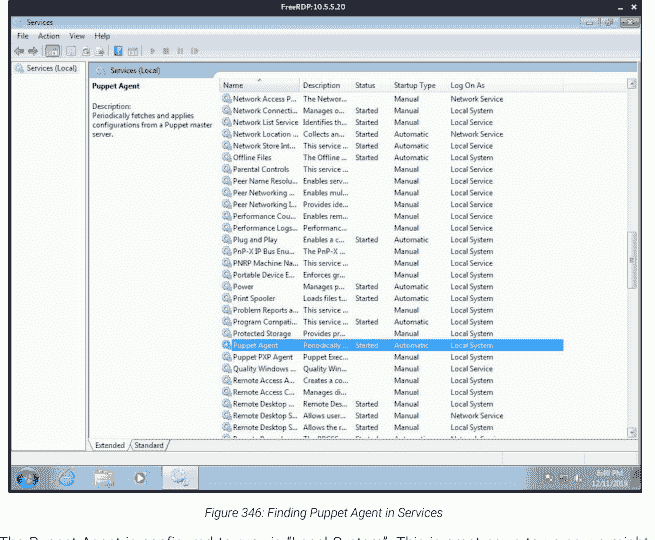 FreeRDP:10.5.5.20
Services
File Action View Help
Services (Local)
Services (Local)
Puppet Agent
Description:
Periodically fetches and applies
configurations from a Puppet master
server.
Name Description Status Startup Type Log On As
Network Access P... The Networ... Manual Network Service
Network Connecti... Manages o... Started Manual Local System
Network List Service Identifies th... Started Manual Local Service
Network Location ... Collects an... Started Automatic Network Service
Network Store Int... This service ... Started Automatic Local Service
Offline Files The Offline ... Started Automatic Local System
Parental Controls This service ... Manual Local Service
Peer Name Resolu... Enables serv... Manual Local Service
Peer Networking ... Enables mul... Manual Local Service
Peer Networking I... Provides ide... Manual Local Service
Performance Cou... Enables rem... Manual Local Service
Performance Logs... Performanc... Manual Local Service
Plug and Play Enables a c... Started Automatic Local System
PnP-X IP Bus Enu... The PnP-X ... Manual Local System
PNRP Machine Na... This service ... Manual Local Service
Portable Device E... Enforces gr... Manual Local System
Power Manages p... Started Automatic Local System
Print Spooler Loads files t... Started Automatic Local System
Problem Reports a... This service ... Manual Local System
Program Compati... This service ... Started Automatic Local System
Protected Storage Provides pr... Manual Local System
Puppet Agent Periodically ... Started Automatic Local System
Puppet PXP Agent Puppet Exec... Manual Local System
Quality Windows ... Quality Win... Manual Local Service
Remote Access A... Creates a co... Manual Local System
Remote Access C... Manages di... Manual Local System
Remote Desktop ... Remote Des... Started Manual Local System
Remote Desktop S... Allows user... Started Manual Network Service
Remote Desktop S... Allows the r... Started Manual Local System
Extended Standard
12/11/2019
Figure 346: Finding Puppet Agent in Services